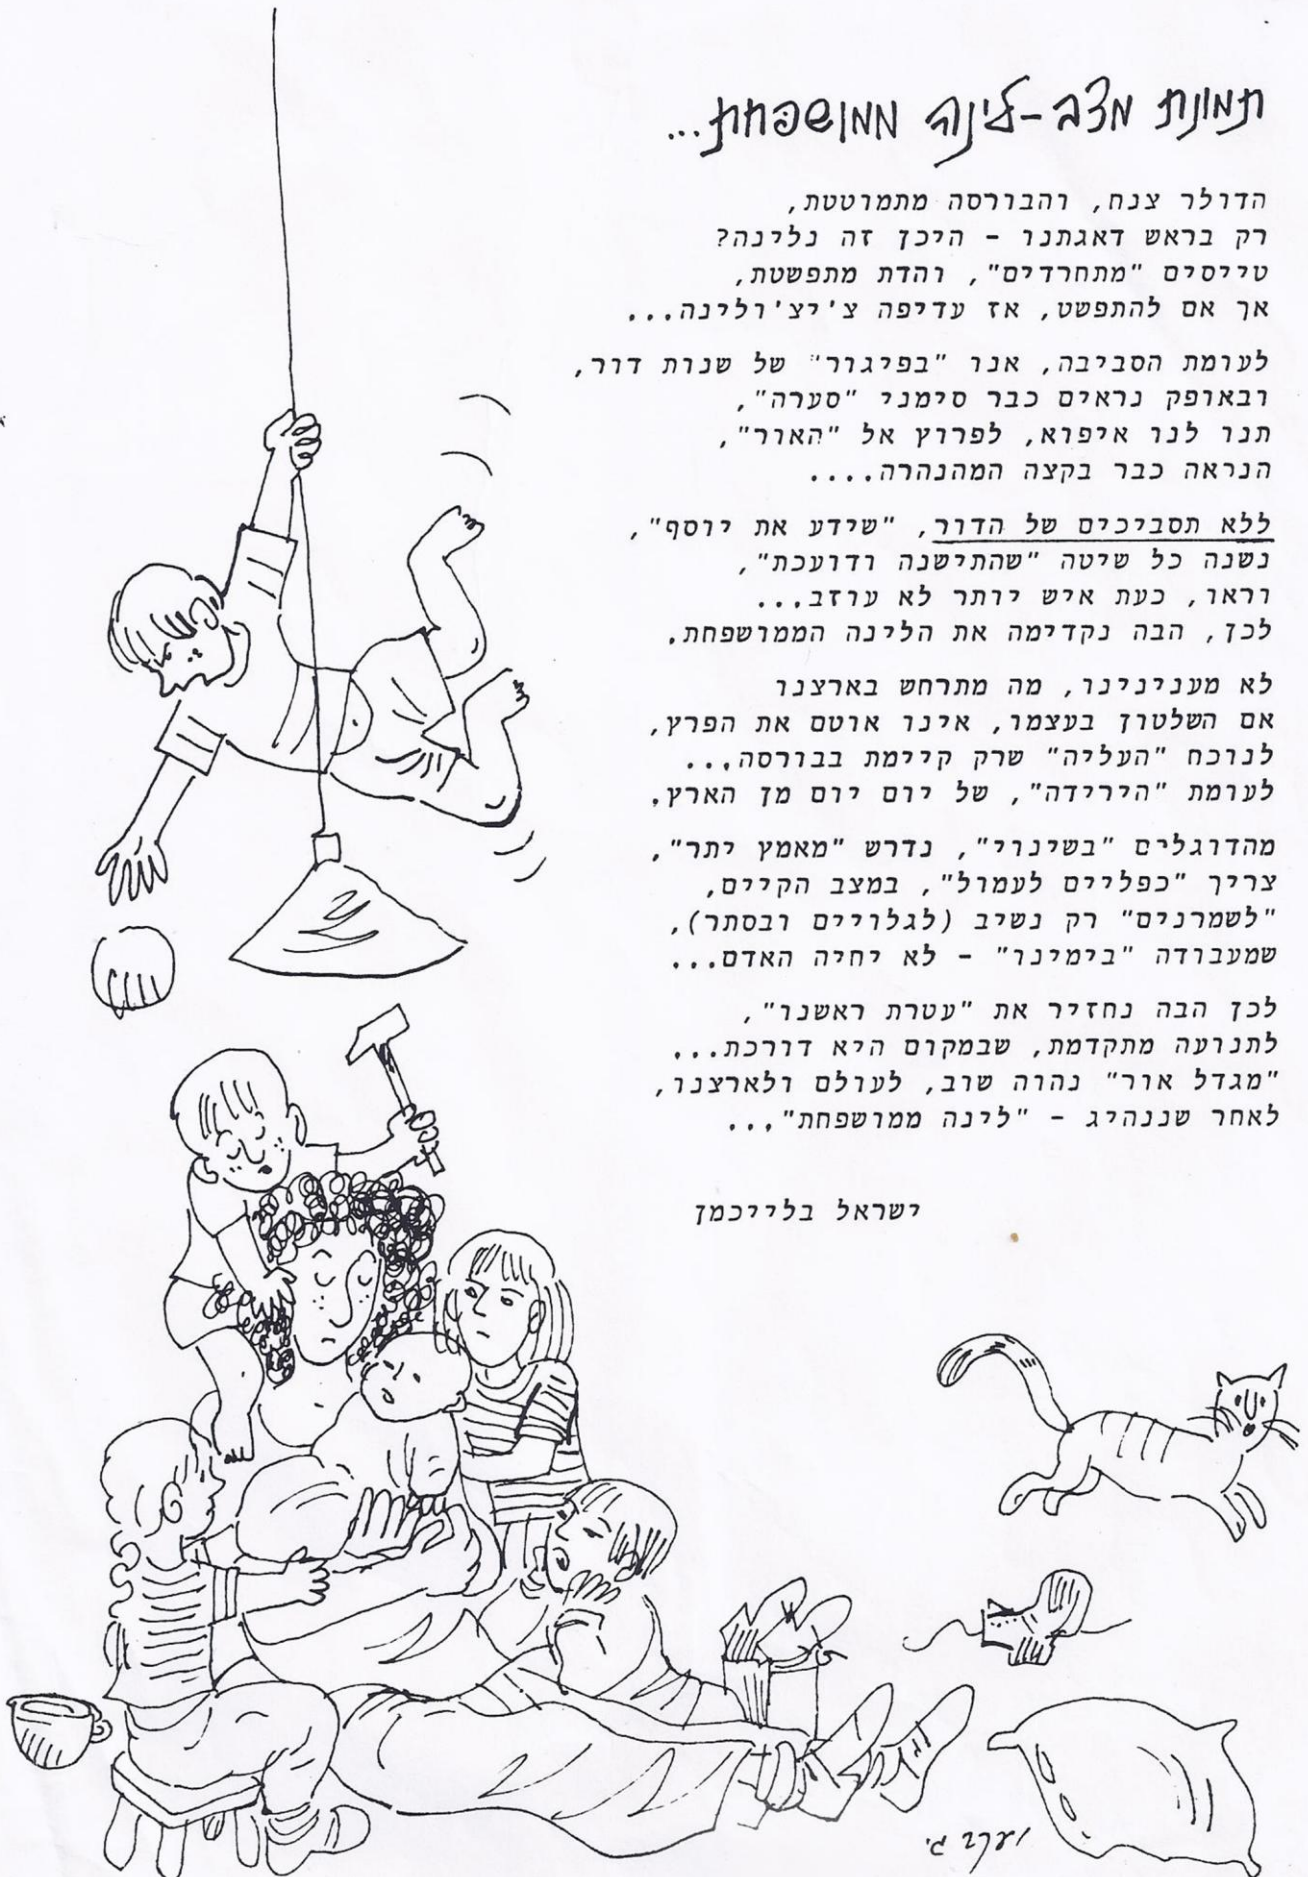 תמונת מצב-לינה ממושפחת...
הדולר צנח, והבורסה מתמוטטת,
רק בראש דאגתנו - היכן זה נלינה?
טייסים "מתחרדים", והדת מתפשטת,
אך אם להתפשט, אז עדיפה צ'יצ'ולינה...
לעומת הסביבה, אנו "בפיגור" של שנות דור,
ובאופק נראים כבר סימני "סערה",
תנו לנו איפוא, לפרוץ אל "האור",
הנראה כבר בקצה המהנהרה....
ללא תסביכים של הדור, "שידע את יוסף",
נשנה כל שיטה "שהתישנה ודועכת",
וראו, כעת איש יותר לא עוזב...
לכן, הבה נקדימה את הלינה הממושפחת.
לא מענינינו, מה מתרחש בארצנו
אם השלטון בעצמו, אינו אוטם את הפרץ,
לנוכח "העליה" שרק קיימת בבורסה...
לעומת "הירידה", של יום יום מן הארץ.
מהדוגלים "בשינוי", נדרש "מאמץ יתר",
צריך "כפליים לעמול", במצב הקיים,
"לשמרנים" רק נשיב (לגלויים ובסתר),
שמעבודה "בימינו" - לא יחיה האדם...
לכן הבה נחזיר את "עטרת ראשנו",
לתנועה מתקדמת, שבמקום היא דורכת...
"מגדל אור" נהוה שוב, לעולם ולארצנו,
לאחר שננהיג - "לינה ממושפחת"...
ישראל בלייכמן